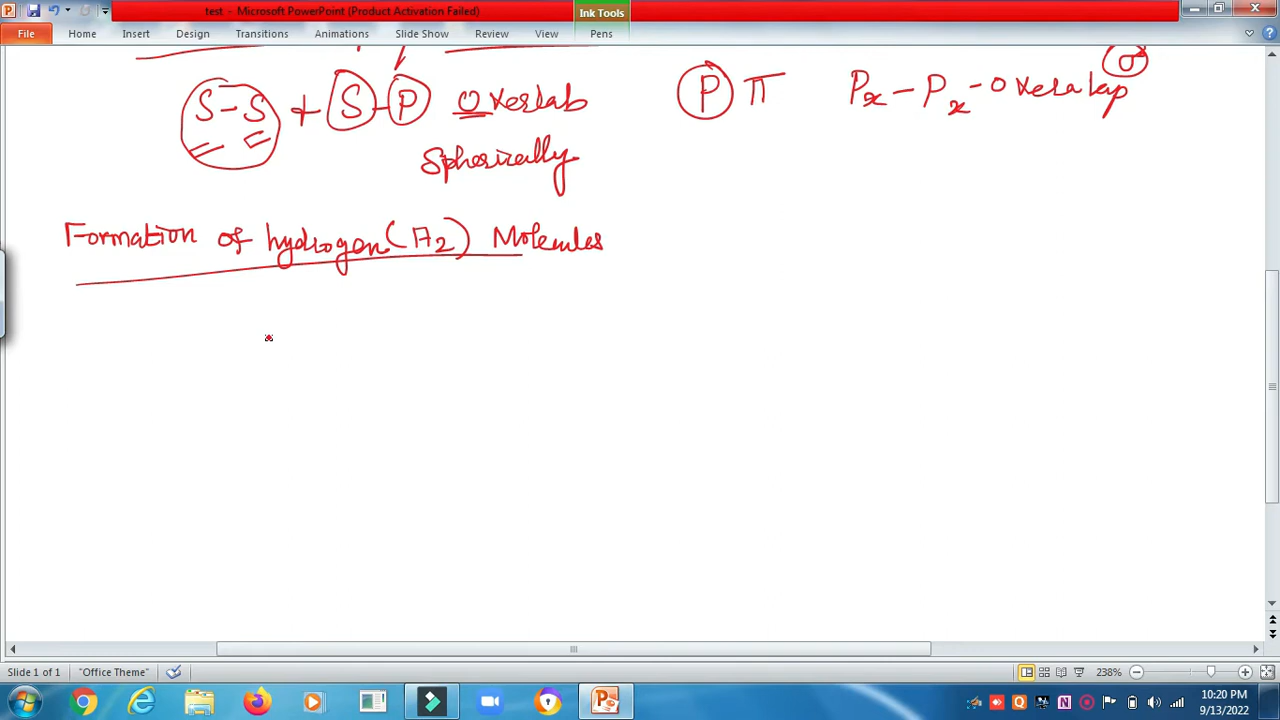 test - Microsoft PowerPoint (Product Activation Failed)
Ink Tools
File Home Insert Design Transitions Animations Slide Show Review View Pens
S-S + S-P Overlab
Spherically
P π Px - Px - Overalap σ
Formation of hydrogen (H2) Molecules
Slide 1 of 1 "Office Theme" 238%
10:20 PM
9/13/2022